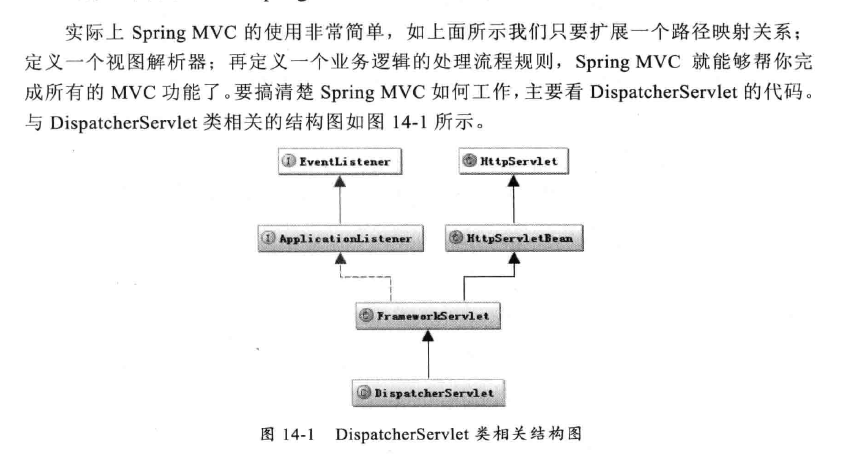 实际上 Spring MVC 的使用非常简单，如上面所示我们只要扩展一个路径映射关系；
定义一个视图解析器；再定义一个业务逻辑的处理流程规则，Spring MVC 就能够帮你完
成所有的 MVC 功能了。要搞清楚 Spring MVC 如何工作，主要看 DispatcherServlet 的代码。
与 DispatcherServlet 类相关的结构图如图 14-1 所示。
I EventListener
C HttpServlet
I ApplicationListener
C HttpServletBean
C FrameworkServlet
C DispatcherServlet
图 14-1 DispatcherServlet 类相关结构图